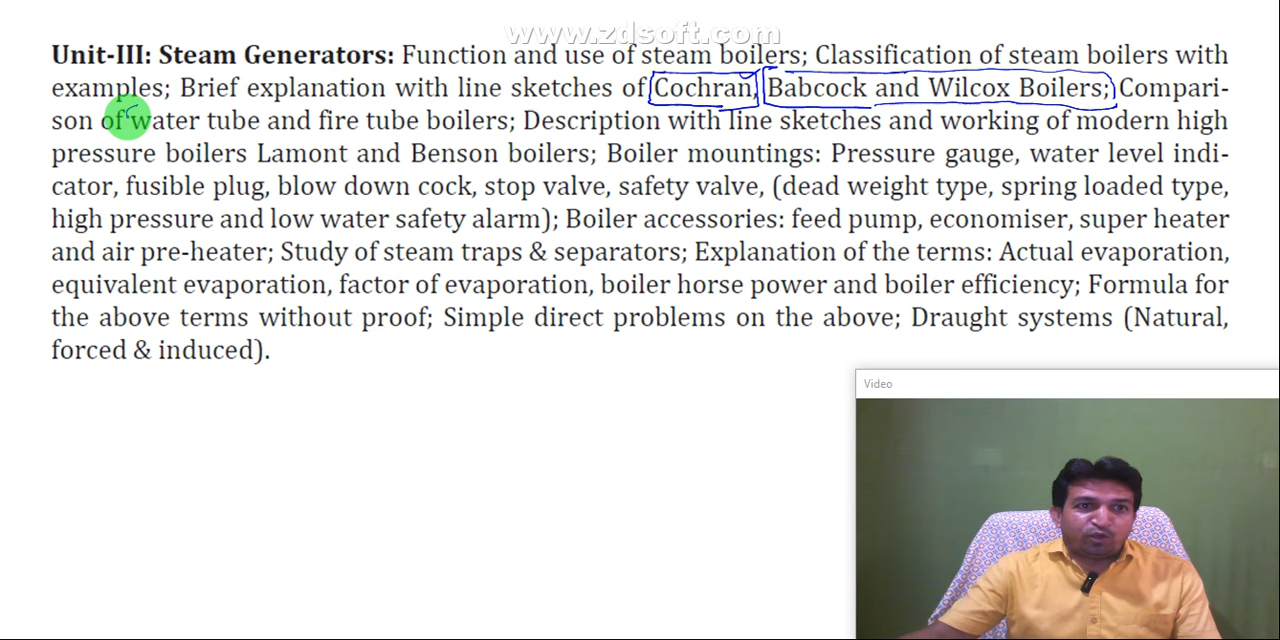 www.zdsoft.com
Unit-III: Steam Generators: Function and use of steam boilers; Classification of steam boilers with
examples; Brief explanation with line sketches of Cochran, Babcock and Wilcox Boilers; Compari-
son of water tube and fire tube boilers; Description with line sketches and working of modern high
pressure boilers Lamont and Benson boilers; Boiler mountings: Pressure gauge, water level indi-
cator, fusible plug, blow down cock, stop valve, safety valve, (dead weight type, spring loaded type,
high pressure and low water safety alarm); Boiler accessories: feed pump, economiser, super heater
and air pre-heater; Study of steam traps & separators; Explanation of the terms: Actual evaporation,
equivalent evaporation, factor of evaporation, boiler horse power and boiler efficiency; Formula for
the above terms without proof; Simple direct problems on the above; Draught systems (Natural,
forced & induced).
Video